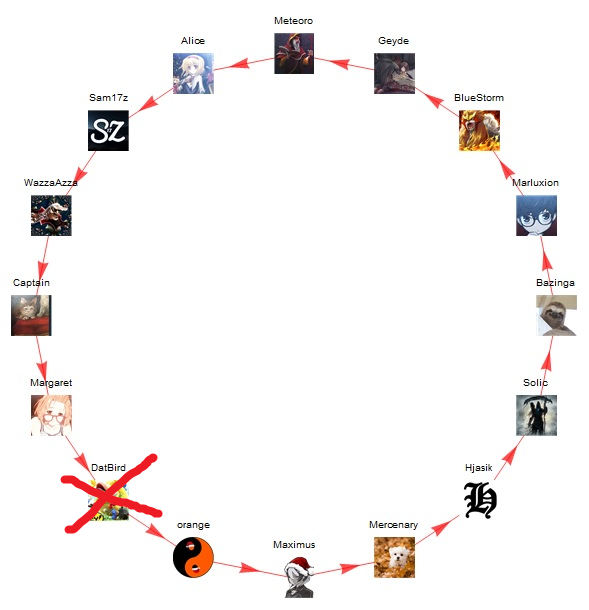 Meteoro
Alice
Geyde
Sam17z
BlueStorm
SZ
WazzaAzza
Marluxion
Captain
Bazinga
Margaret
Solic
DatBird
Hjasik
H
orange
Mercenary
Maximus